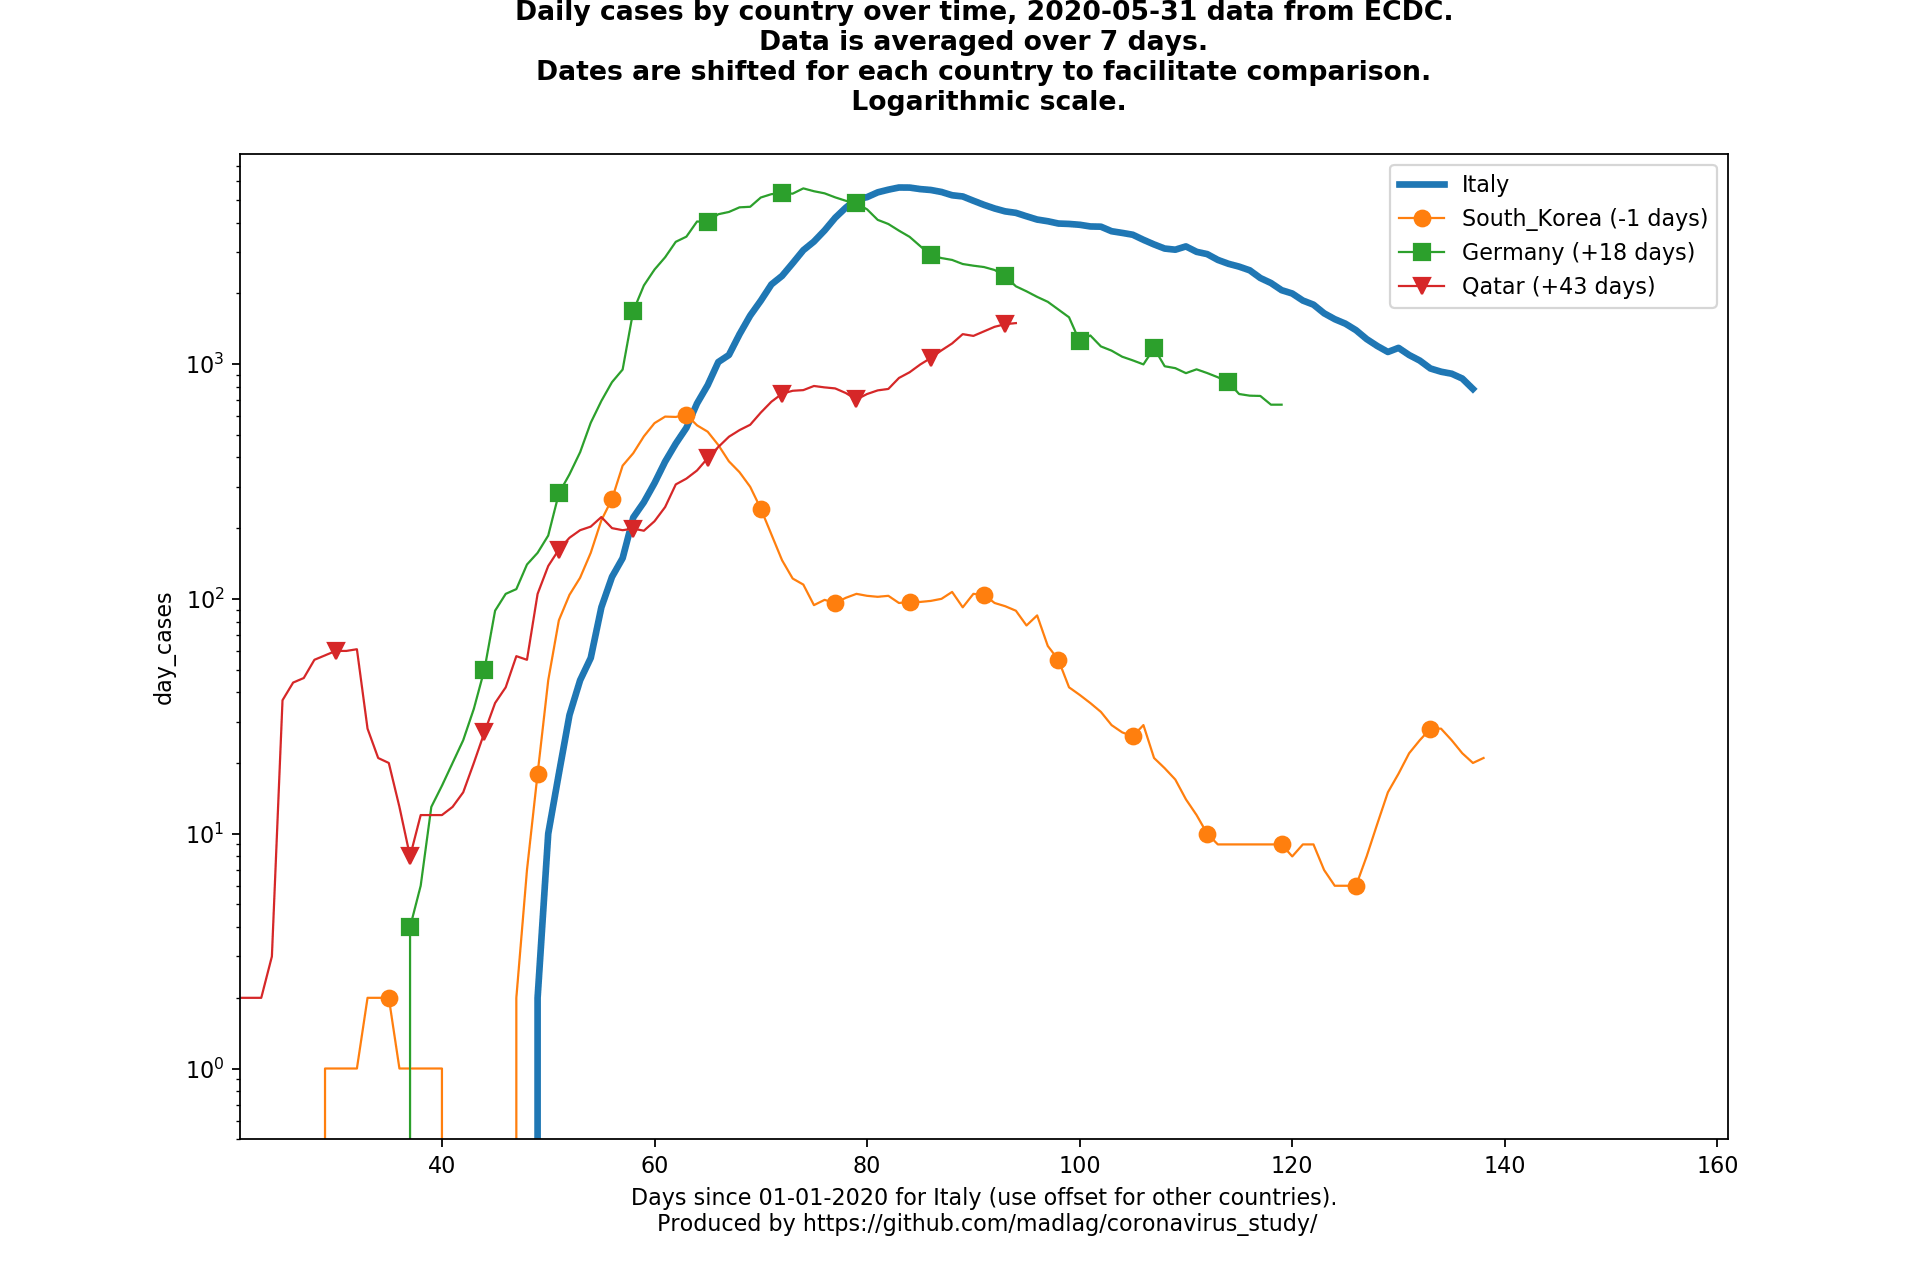 Daily cases by country over time, 2020-05-31 data from ECDC.
Data is averaged over 7 days.
Dates are shifted for each country to facilitate comparison.
Logarithmic scale.
Italy
South_Korea (-1 days)
Germany (+18 days)
Qatar (+43 days)
10³
10²
10¹
10⁰
day_cases
40 60 80 100 120 140 160
Days since 01-01-2020 for Italy (use offset for other countries).
Produced by https://github.com/madlag/coronavirus_study/